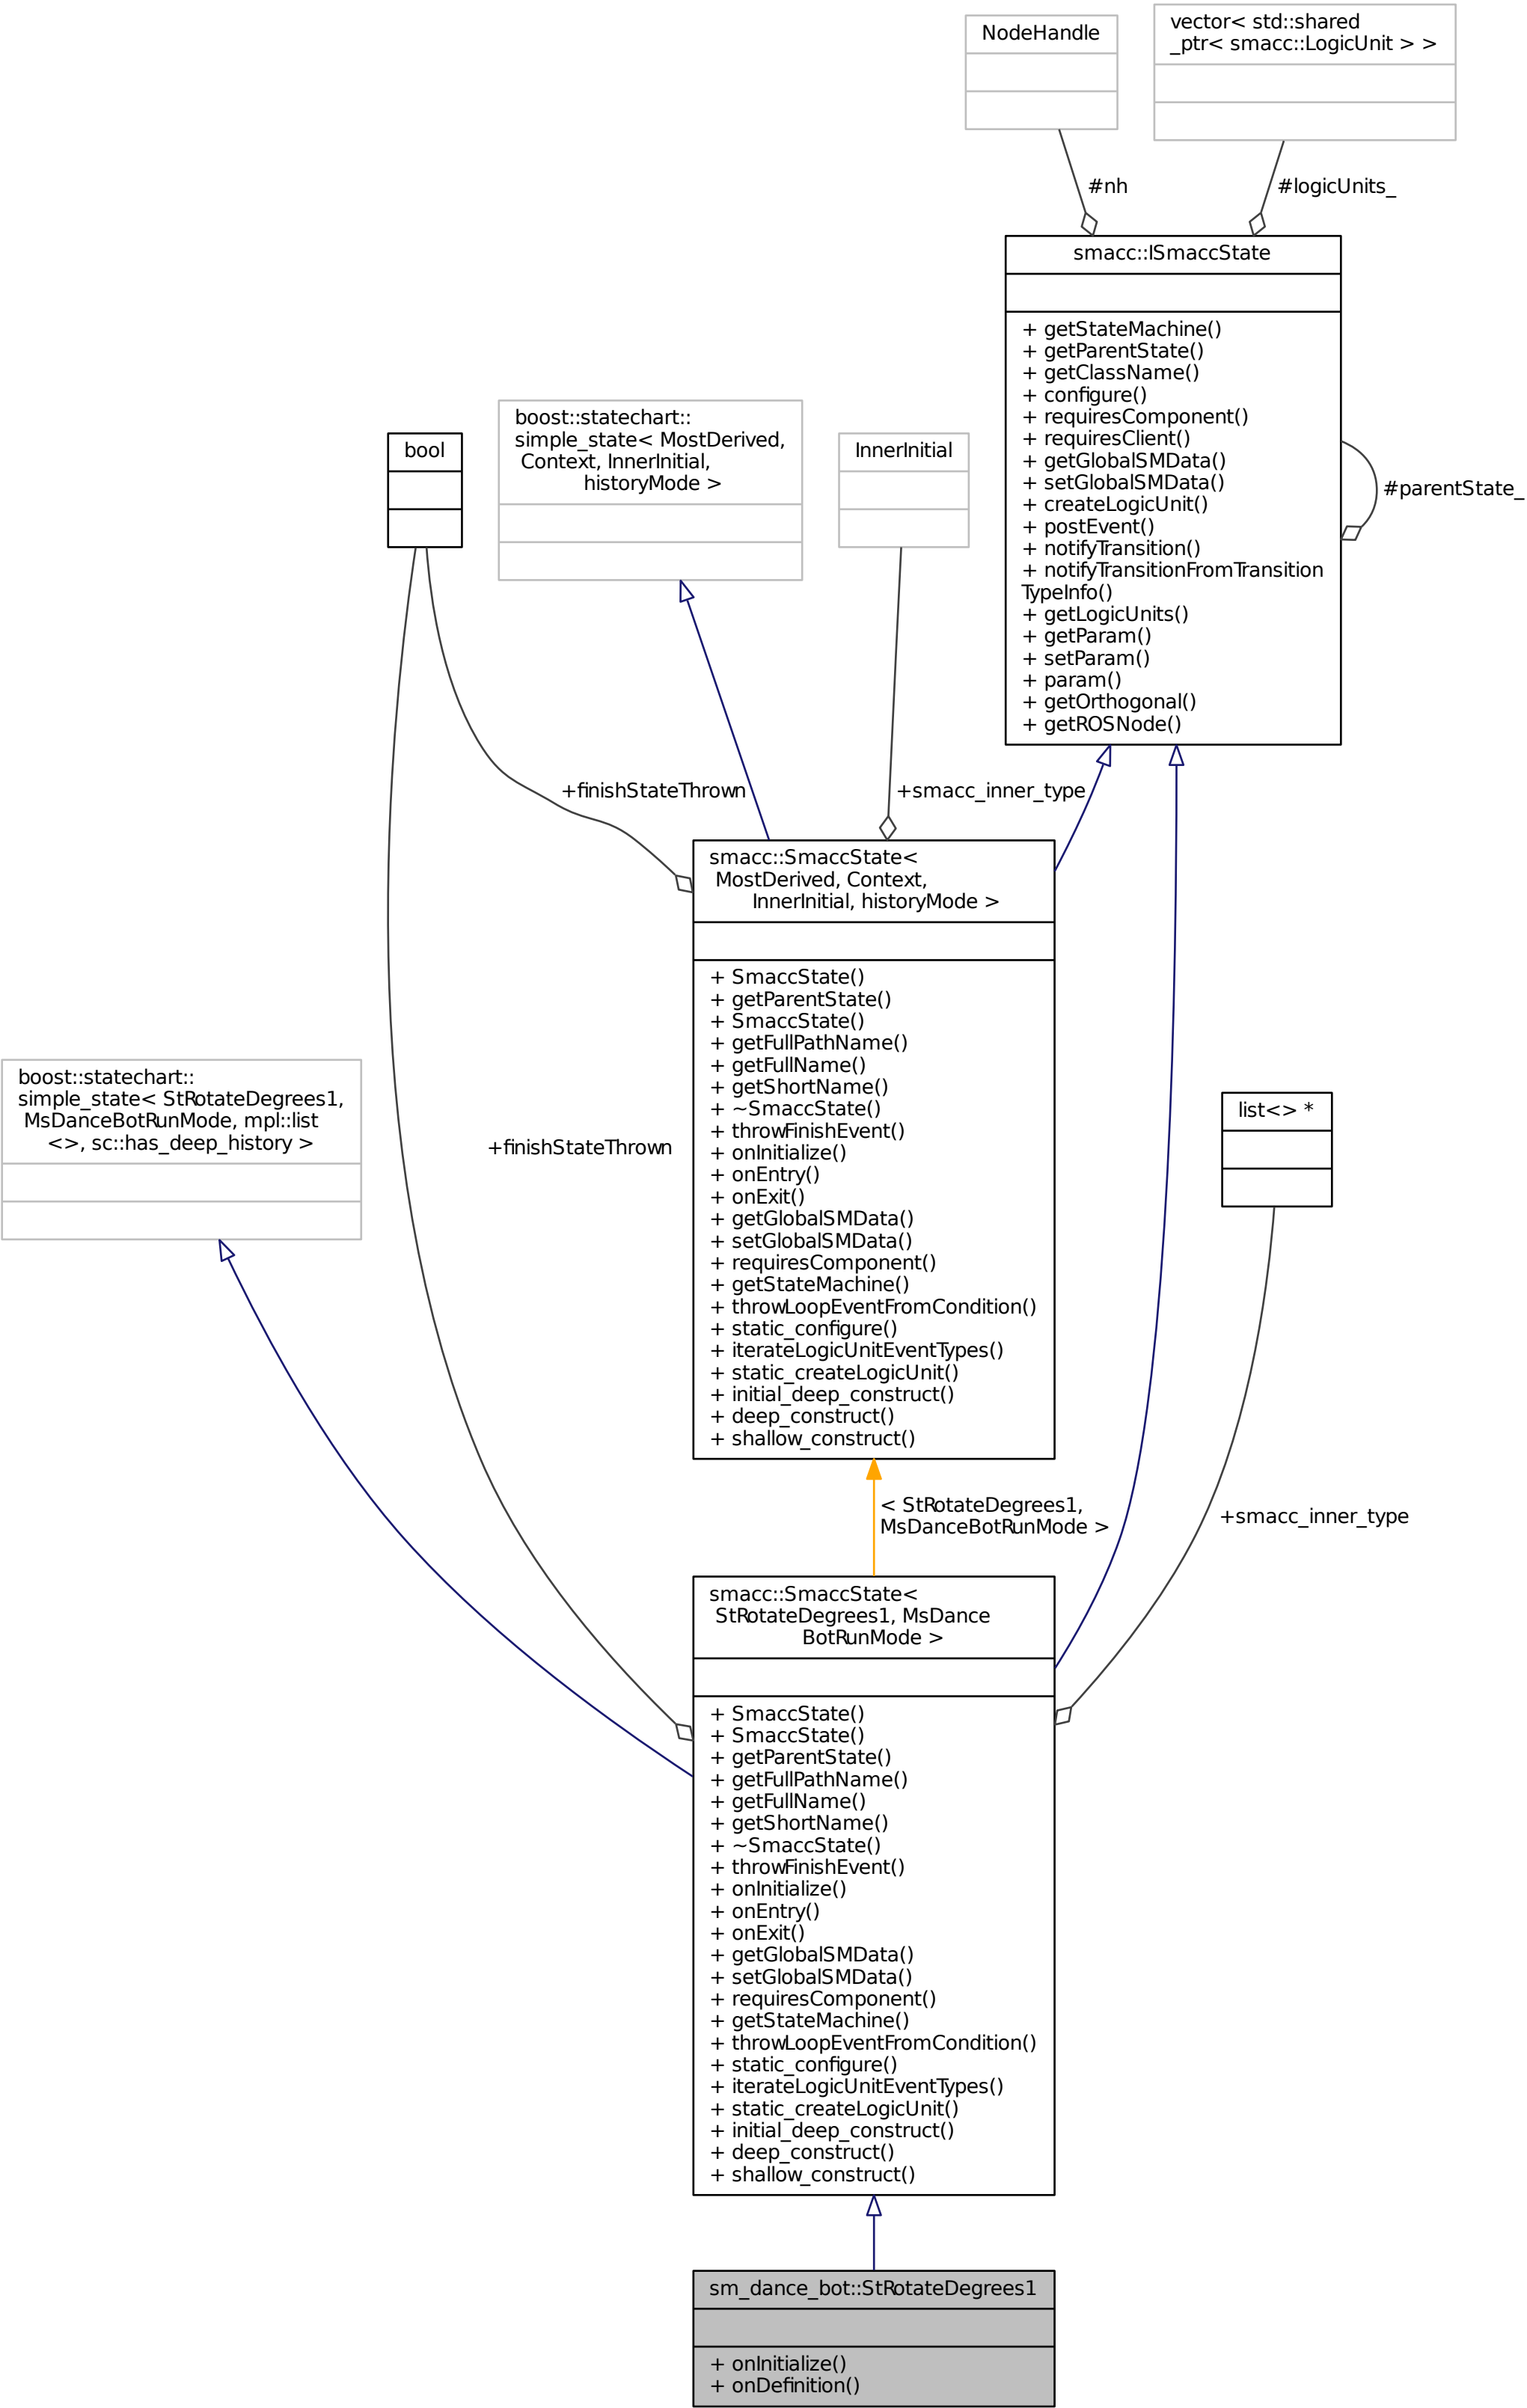 NodeHandle
vector< std::shared
_ptr< smacc::LogicUnit > >
#nh
#logicUnits_
smacc::ISmaccState
+ getStateMachine()
+ getParentState()
+ getClassName()
+ configure()
+ requiresComponent()
+ requiresClient()
+ getGlobalSMData()
+ setGlobalSMData()
+ createLogicUnit()
+ postEvent()
+ notifyTransition()
+ notifyTransitionFromTransition
TypeInfo()
+ getLogicUnits()
+ getParam()
+ setParam()
+ param()
+ getOrthogonal()
+ getROSNode()
#parentState_
bool
boost::statechart::
simple_state< MostDerived,
Context, InnerInitial,
historyMode >
InnerInitial
+finishStateThrown
+smacc_inner_type
smacc::SmaccState<
MostDerived, Context,
InnerInitial, historyMode >
+ SmaccState()
+ getParentState()
+ SmaccState()
+ getFullPathName()
+ getFullName()
+ getShortName()
+ ~SmaccState()
+ throwFinishEvent()
+ onInitialize()
+ onEntry()
+ onExit()
+ getGlobalSMData()
+ setGlobalSMData()
+ requiresComponent()
+ getStateMachine()
+ throwLoopEventFromCondition()
+ static_configure()
+ iterateLogicUnitEventTypes()
+ static_createLogicUnit()
+ initial_deep_construct()
+ deep_construct()
+ shallow_construct()
boost::statechart::
simple_state< StRotateDegrees1,
MsDanceBotRunMode, mpl::list
<>, sc::has_deep_history >
+finishStateThrown
list<> *
< StRotateDegrees1,
MsDanceBotRunMode >
+smacc_inner_type
smacc::SmaccState<
StRotateDegrees1, MsDance
BotRunMode >
+ SmaccState()
+ SmaccState()
+ getParentState()
+ getFullPathName()
+ getFullName()
+ getShortName()
+ ~SmaccState()
+ throwFinishEvent()
+ onInitialize()
+ onEntry()
+ onExit()
+ getGlobalSMData()
+ setGlobalSMData()
+ requiresComponent()
+ getStateMachine()
+ throwLoopEventFromCondition()
+ static_configure()
+ iterateLogicUnitEventTypes()
+ static_createLogicUnit()
+ initial_deep_construct()
+ deep_construct()
+ shallow_construct()
sm_dance_bot::StRotateDegrees1
+ onInitialize()
+ onDefinition()